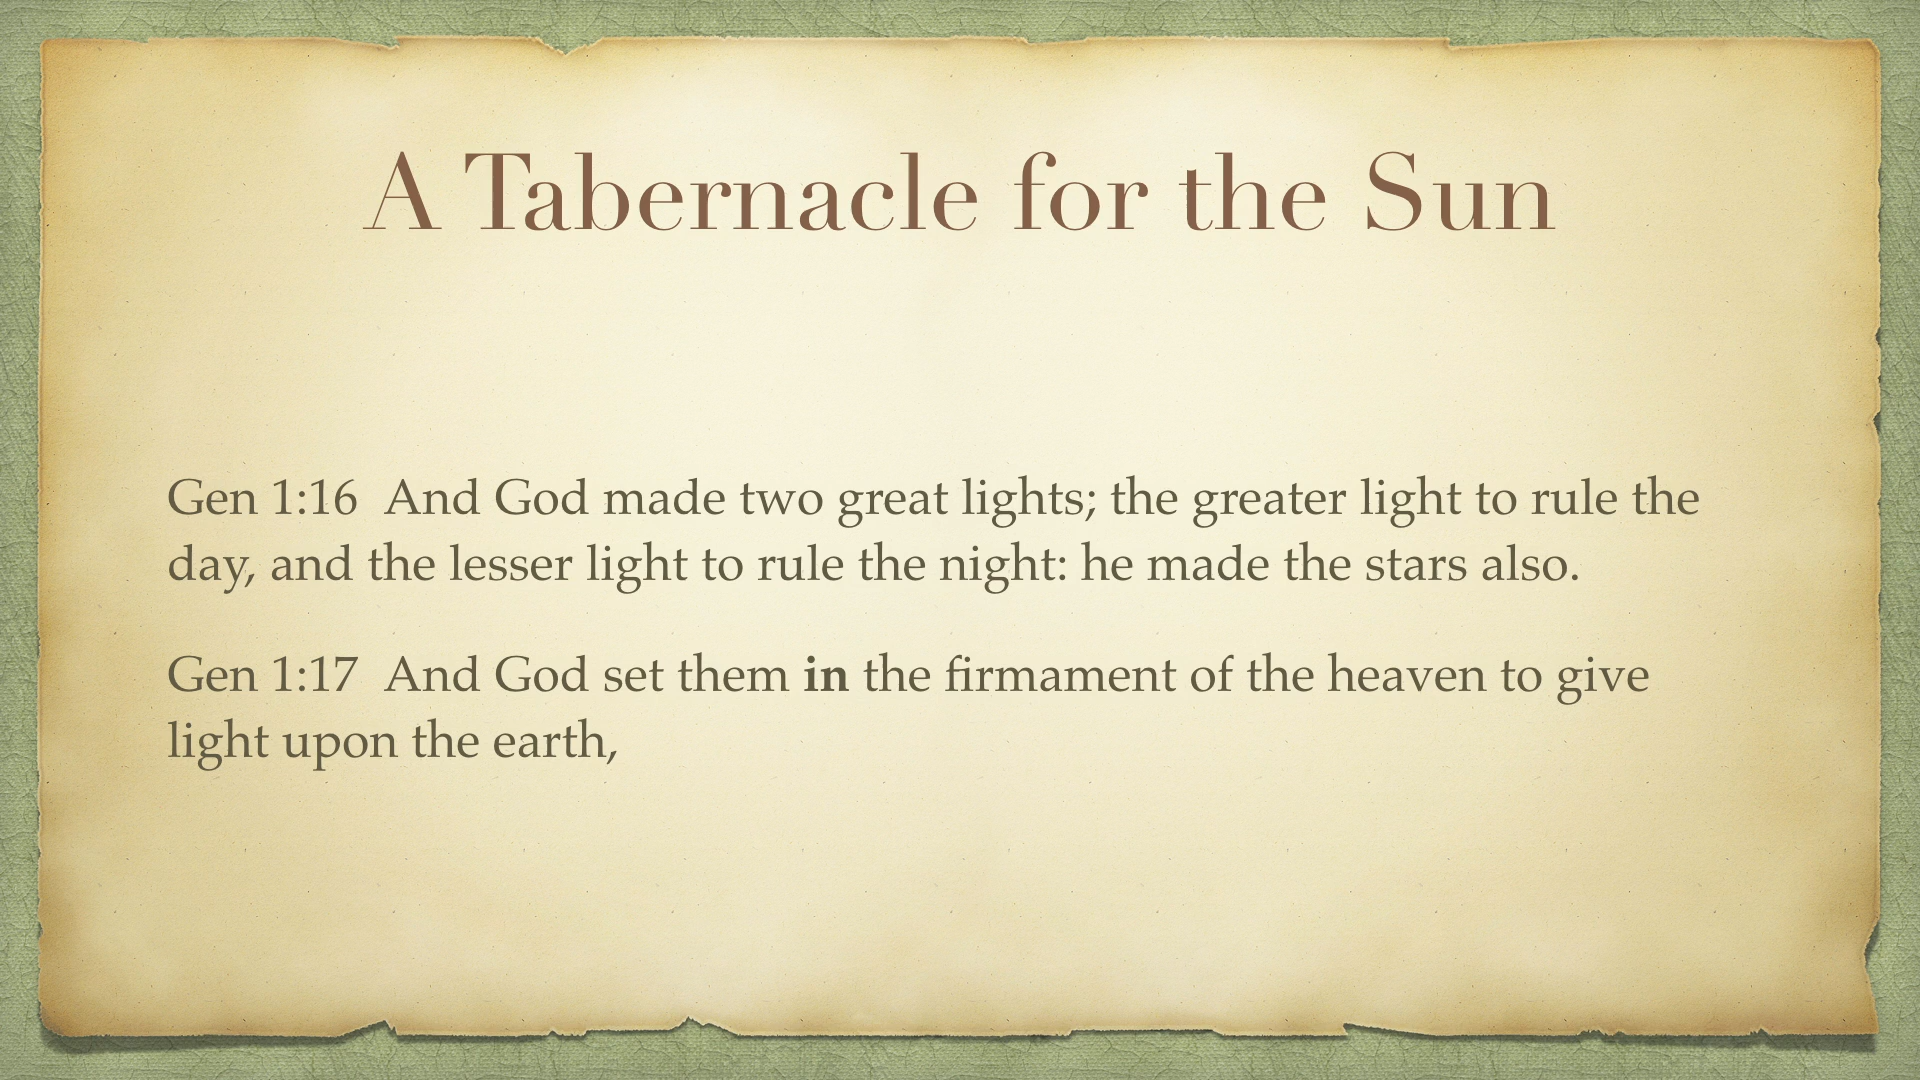 A Tabernacle for the Sun
Gen 1:16  And God made two great lights; the greater light to rule the
day, and the lesser light to rule the night: he made the stars also.
Gen 1:17  And God set them in the firmament of the heaven to give
light upon the earth,